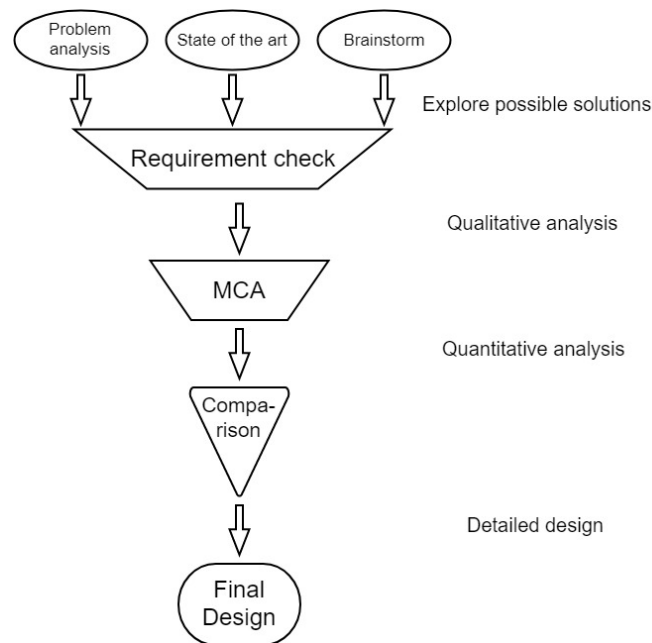 Problem
analysis
State of the art
Brainstorm
Explore possible solutions
Requirement check
Qualitative analysis
MCA
Quantitative analysis
Compa-
rison
Detailed design
Final
Design